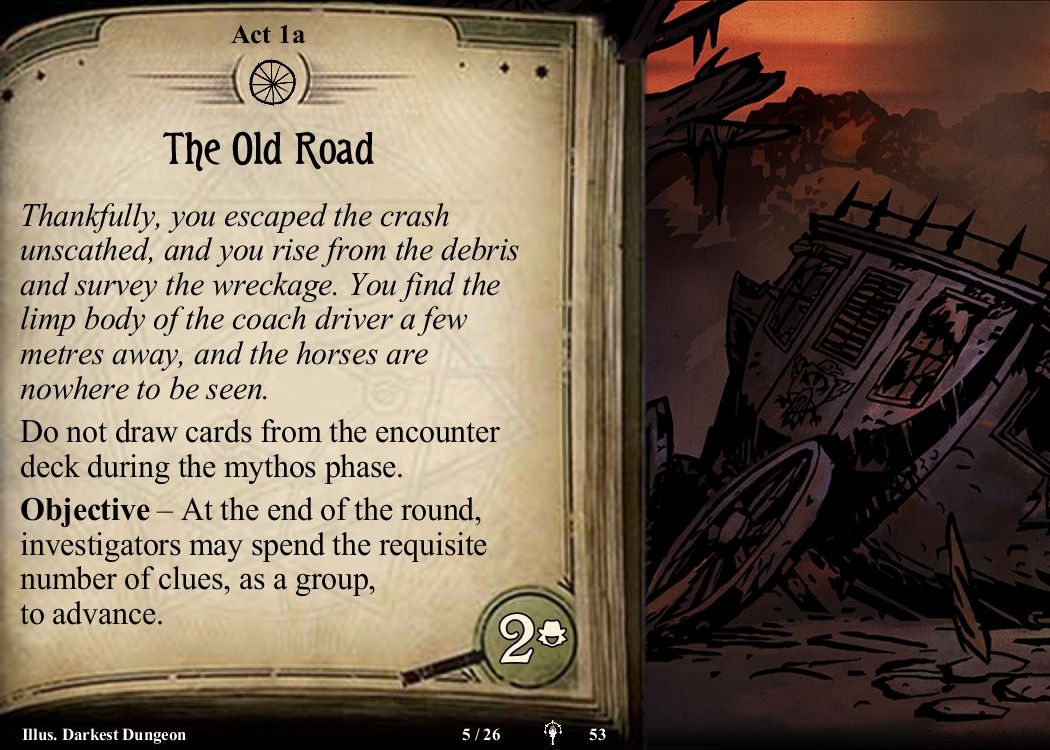 Act 1a
The Old Road
Thankfully, you escaped the crash
unscathed, and you rise from the debris
and survey the wreckage. You find the
limp body of the coach driver a few
metres away, and the horses are
nowhere to be seen.
Do not draw cards from the encounter
deck during the mythos phase.
Objective – At the end of the round,
investigators may spend the requisite
number of clues, as a group,
to advance.
2
Illus. Darkest Dungeon 5 / 26 53